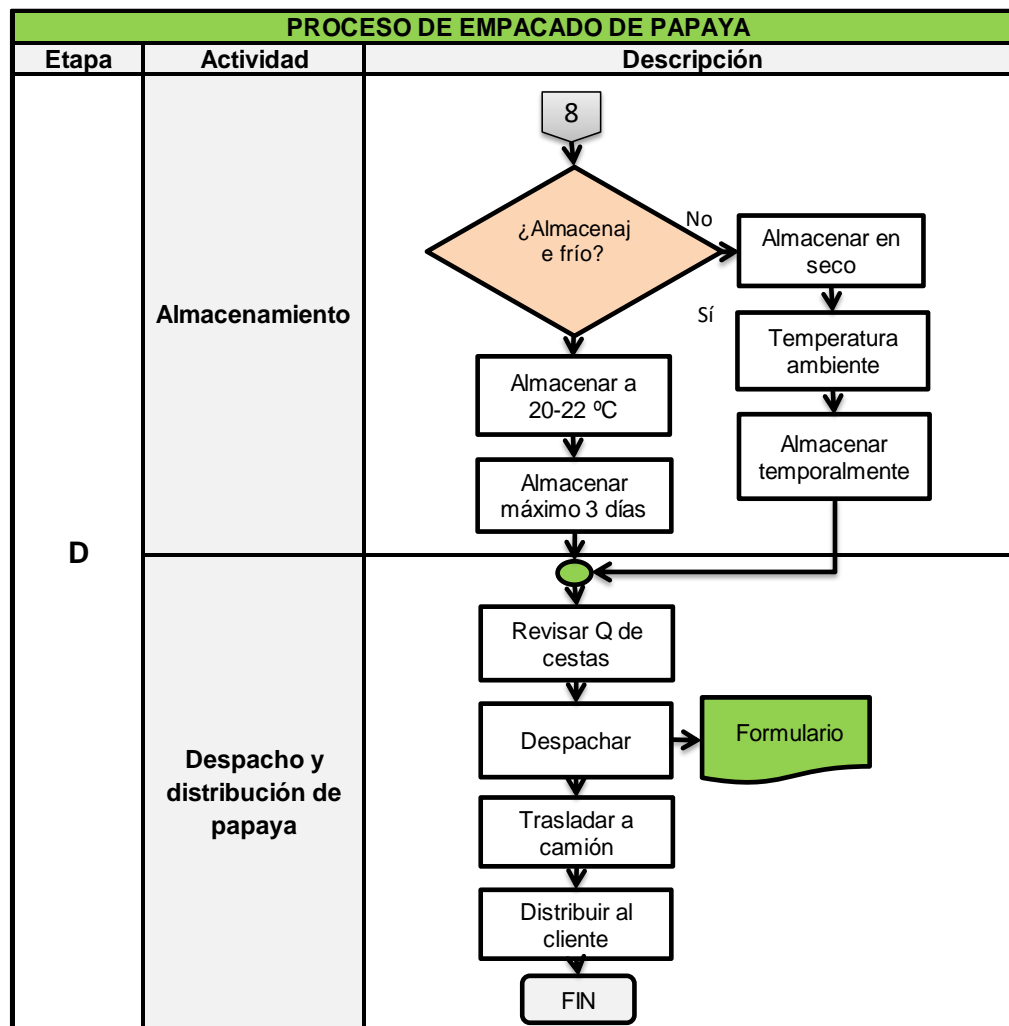 PROCESO DE EMPACADO DE PAPAYA
Etapa
Actividad
Descripción
8
¿Almacenaj
e frío?
No
Almacenar en
seco
Sí
Temperatura
ambiente
Almacenamiento
Almacenar a
20-22 ºC
Almacenar
temporalmente
Almacenar
máximo 3 días
D
Revisar Q de
cestas
Despachar
Formulario
Despacho y
distribución de
papaya
Trasladar a
camión
Distribuir al
cliente
FIN